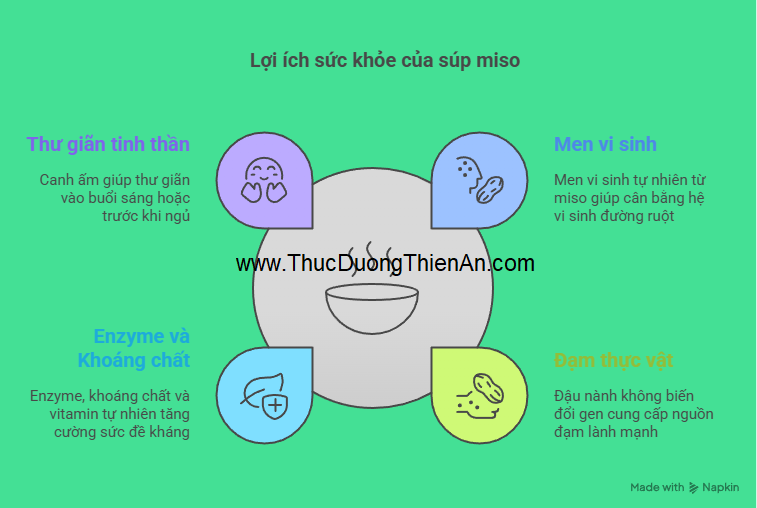 Lợi ích sức khỏe của súp miso
Thư giãn tinh thần
Canh ấm giúp thư giãn
vào buổi sáng hoặc
trước khi ngủ
Men vi sinh
Men vi sinh tự nhiên từ
miso giúp cân bằng hệ
vi sinh đường ruột
www.ThucDuongThienAn.com
Enzyme và
Khoáng chất
Enzyme, khoáng chất và
vitamin tự nhiên tăng
cường sức đề kháng
Đạm thực vật
Đậu nành không biến
đổi gen cung cấp nguồn
đạm lành mạnh
Made with Napkin